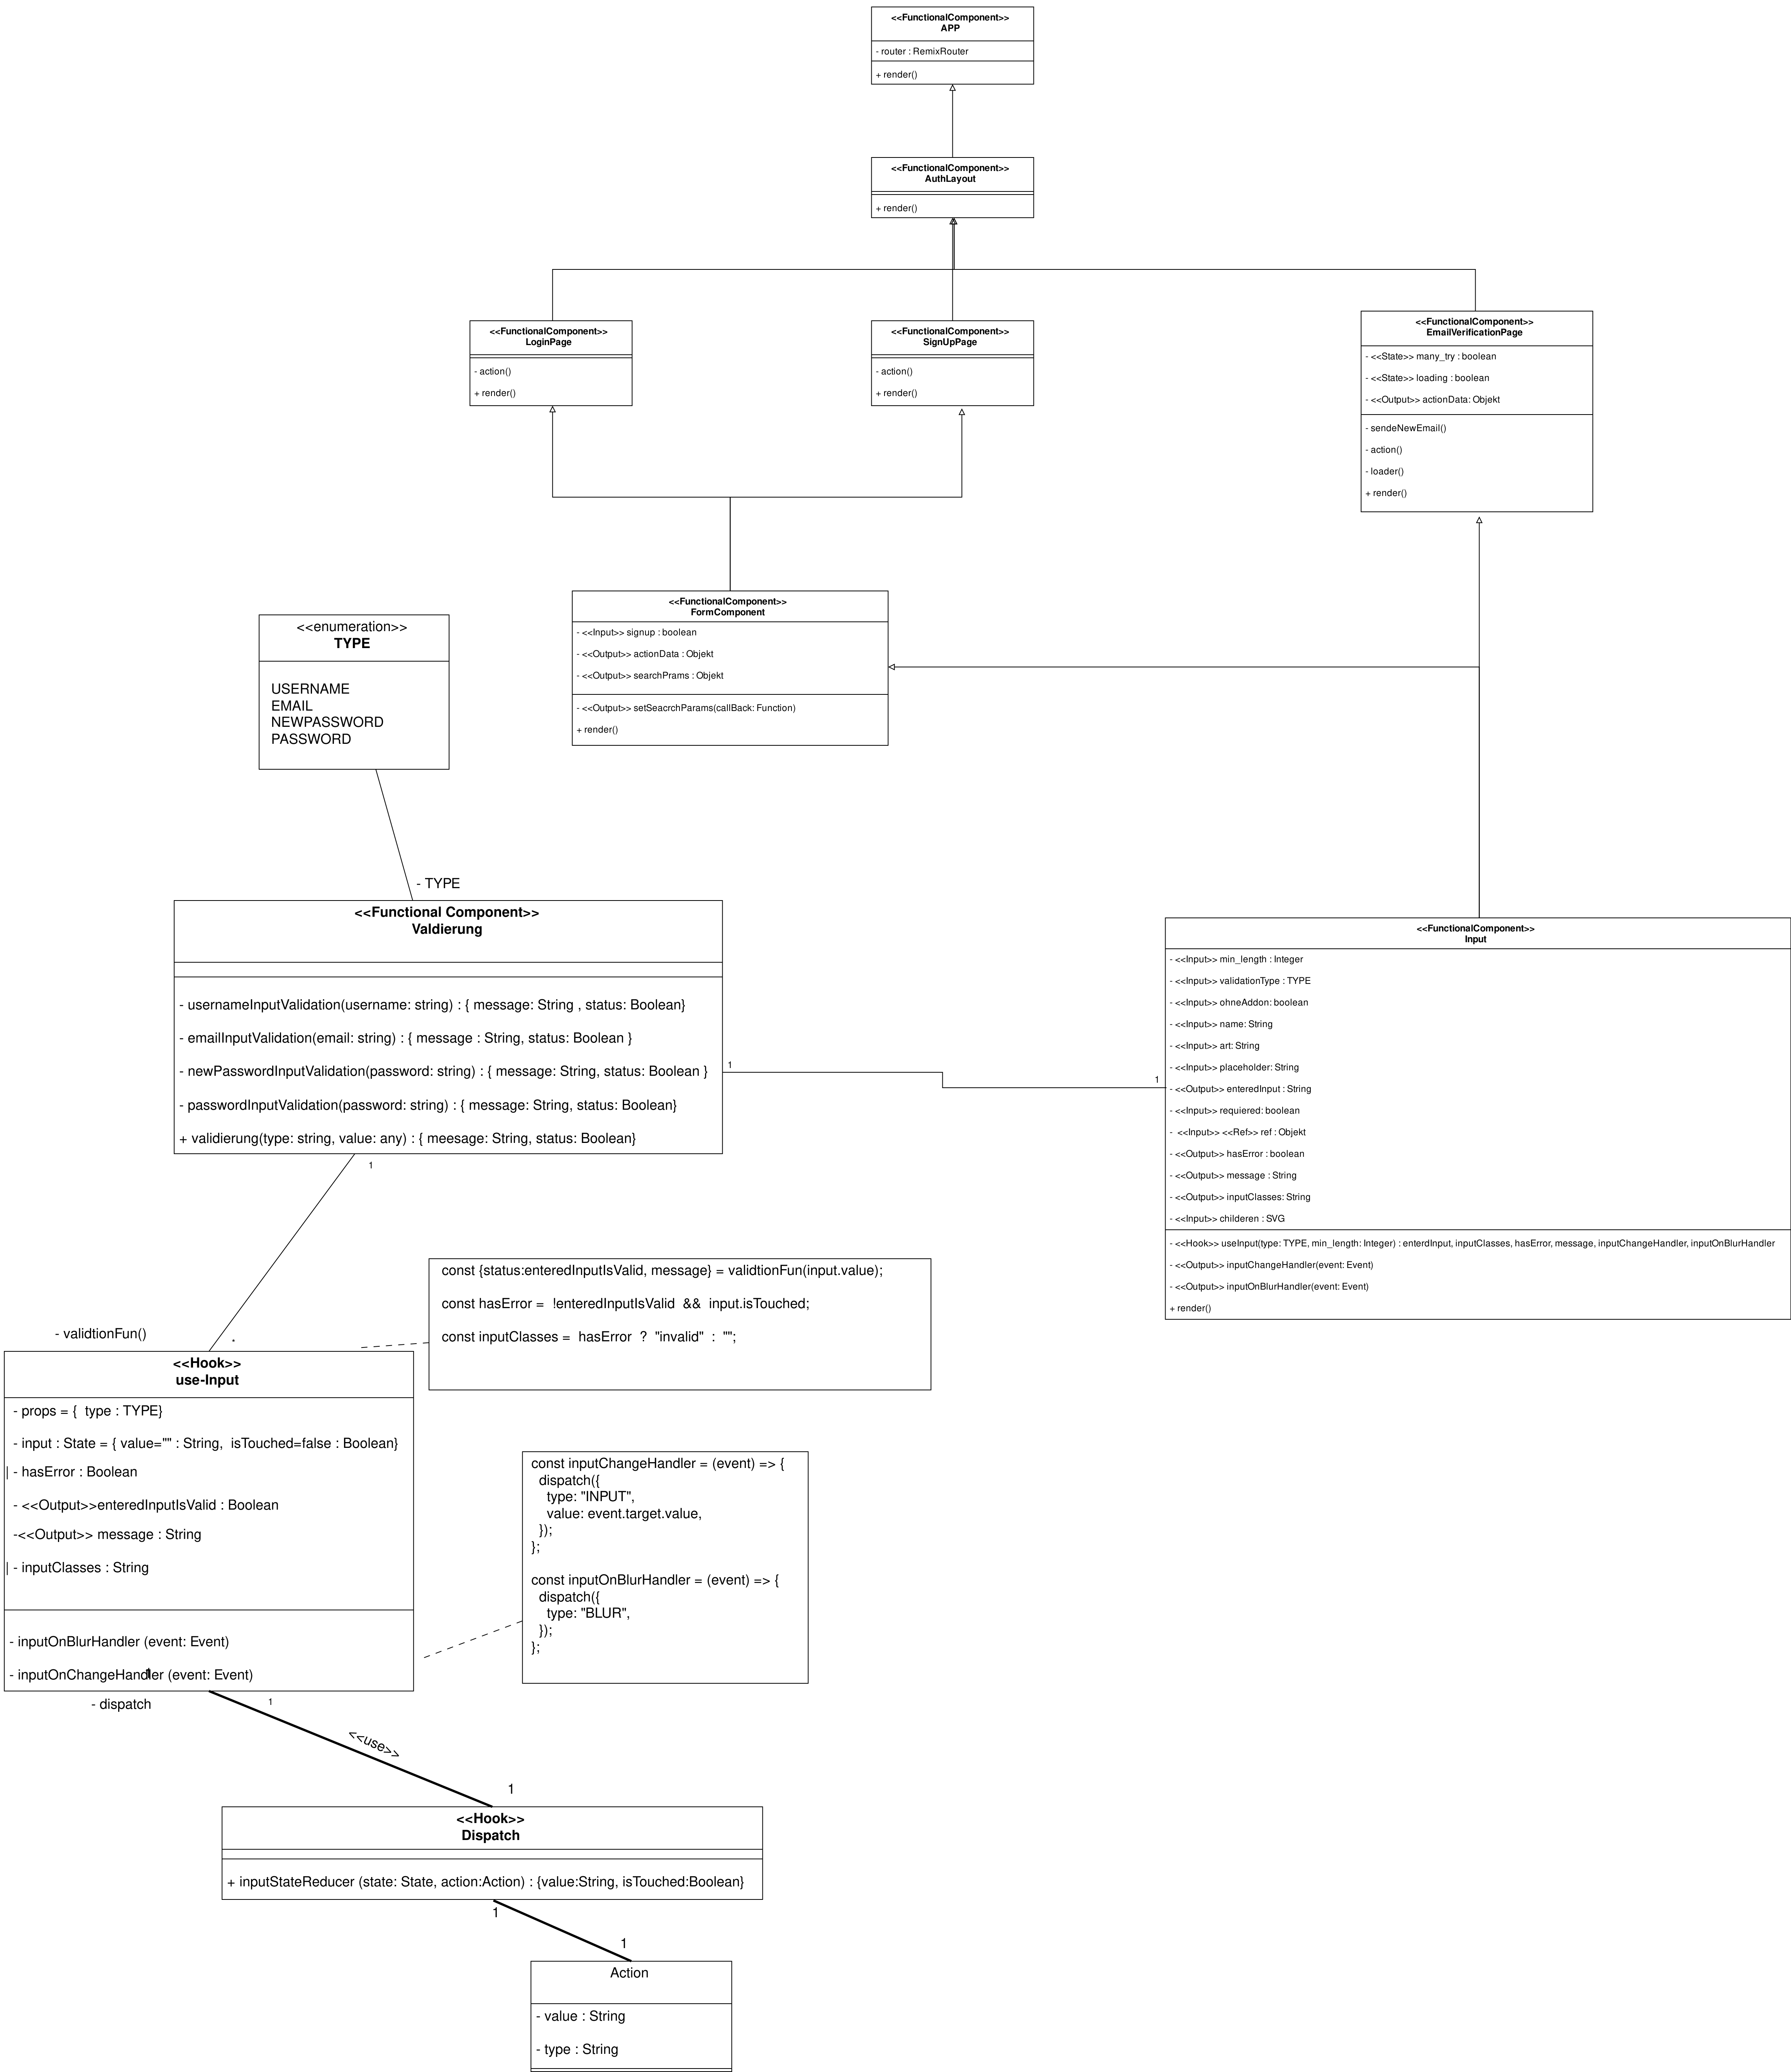 <<FunctionalComponent>>
APP
- router : RemixRouter
+ render()
<<FunctionalComponent>>
AuthLayout
+ render()
<<FunctionalComponent>>
LoginPage
- action()
+ render()
<<FunctionalComponent>>
SignUpPage
- action()
+ render()
<<FunctionalComponent>>
EmailVerificationPage
- <<State>> many_try : boolean
- <<State>> loading : boolean
- <<Output>> actionData: Objekt
- sendeNewEmail()
- action()
- loader()
+ render()
<<FunctionalComponent>>
FormComponent
- <<Input>> signup : boolean
- <<Output>> actionData : Objekt
- <<Output>> searchPrams : Objekt
- <<Output>> setSeacrchParams(callBack: Function)
+ render()
<<enumeration>>
TYPE
USERNAME
EMAIL
NEWPASSWORD
PASSWORD
- TYPE
<<Functional Component>>
Valdierung
- usernameInputValidation(username: string) : { message: String , status: Boolean}
- emailInputValidation(email: string) : { message : String, status: Boolean }
- newPasswordInputValidation(password: string) : { message: String, status: Boolean }
- passwordInputValidation(password: string) : { message: String, status: Boolean}
+ validierung(type: string, value: any) : { meesage: String, status: Boolean}
1
1
<<FunctionalComponent>>
Input
- <<Input>> min_length : Integer
- <<Input>> validationType : TYPE
- <<Input>> ohneAddon: boolean
- <<Input>> name: String
- <<Input>> art: String
- <<Input>> placeholder: String
- <<Output>> enteredInput : String
- <<Input>> requiered: boolean
- <<Input>> <<Ref>> ref : Objekt
- <<Output>> hasError : boolean
- <<Output>> message : String
- <<Output>> inputClasses: String
- <<Input>> childeren : SVG
- <<Hook>> useInput(type: TYPE, min_length: Integer) : enterdInput, inputClasses, hasError, message, inputChangeHandler, inputOnBlurHandler
- <<Output>> inputChangeHandler(event: Event)
- <<Output>> inputOnBlurHandler(event: Event)
+ render()
1
const {status:enteredInputIsValid, message} = validtionFun(input.value);
const hasError = !enteredInputIsValid && input.isTouched;
const inputClasses = hasError ? "invalid" : "";
- validtionFun()
*
<<Hook>>
use-Input
- props = { type : TYPE}
- input : State = { value="" : String, isTouched=false : Boolean}
| - hasError : Boolean
- <<Output>>enteredInputIsValid : Boolean
-<<Output>> message : String
| - inputClasses : String
- inputOnBlurHandler (event: Event)
- inputOnChangeHandler (event: Event)
const inputChangeHandler = (event) => {
dispatch({
type: "INPUT",
value: event.target.value,
});
};
const inputOnBlurHandler = (event) => {
dispatch({
type: "BLUR",
});
};
- dispatch
1
<<use>>
1
<<Hook>>
Dispatch
+ inputStateReducer (state: State, action:Action) : {value:String, isTouched:Boolean}
1
1
Action
- value : String
- type : String